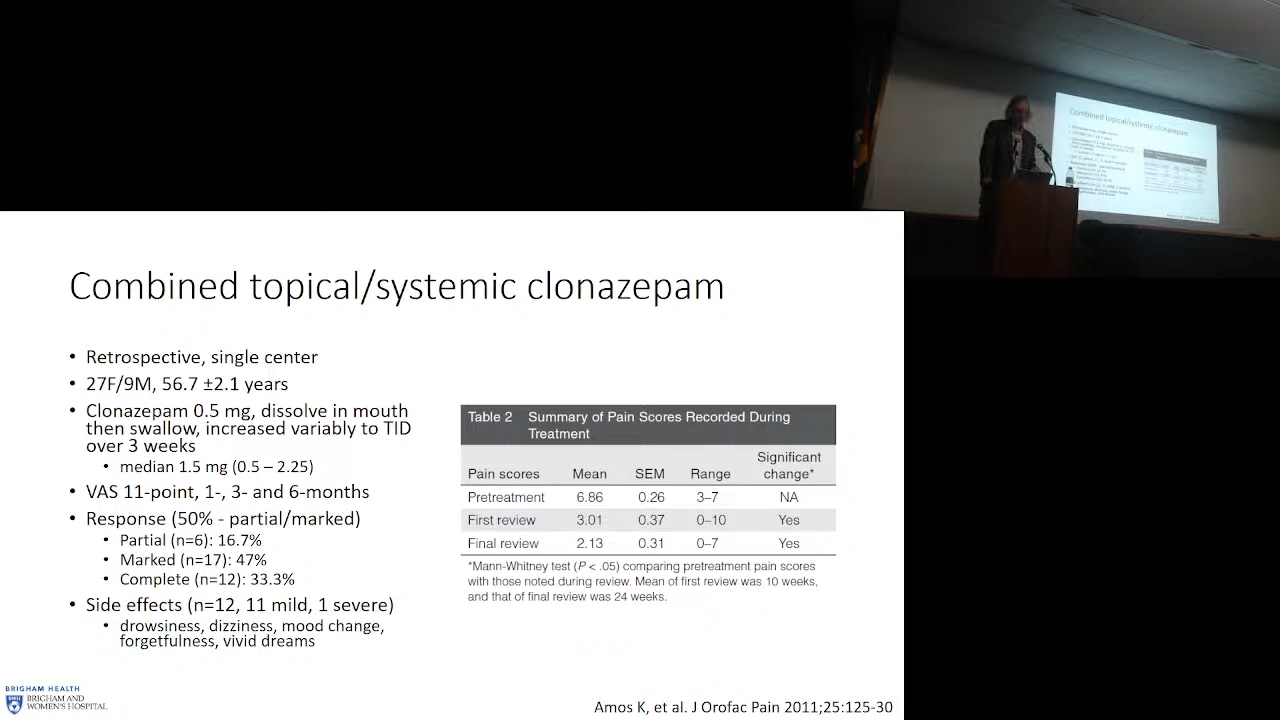 Combined topical/systemic clonazepam
• Retrospective, single center
• 27F/9M, 56.7 ±2.1 years
• Clonazepam 0.5 mg, dissolve in mouth
then swallow, increased variably to TID
over 3 weeks
• median 1.5 mg (0.5 – 2.25)
• VAS 11-point, 1-, 3- and 6-months
• Response (50% - partial/marked)
• Partial (n=6): 16.7%
• Marked (n=17): 47%
• Complete (n=12): 33.3%
• Side effects (n=12, 11 mild, 1 severe)
• drowsiness, dizziness, mood change,
forgetfulness, vivid dreams
Table 2 Summary of Pain Scores Recorded During
Treatment
Pain scores Mean SEM Range Significant
change*
Pretreatment 6.86 0.26 3–7 NA
First review 3.01 0.37 0–10 Yes
Final review 2.13 0.31 0–7 Yes
*Mann-Whitney test (P < .05) comparing pretreatment pain scores
with those noted during review. Mean of first review was 10 weeks,
and that of final review was 24 weeks.
BRIGHAM HEALTH
BRIGHAM AND
WOMEN'S HOSPITAL
Amos K, et al. J Orofac Pain 2011;25:125-30
Combined topical/systemic clonazepam